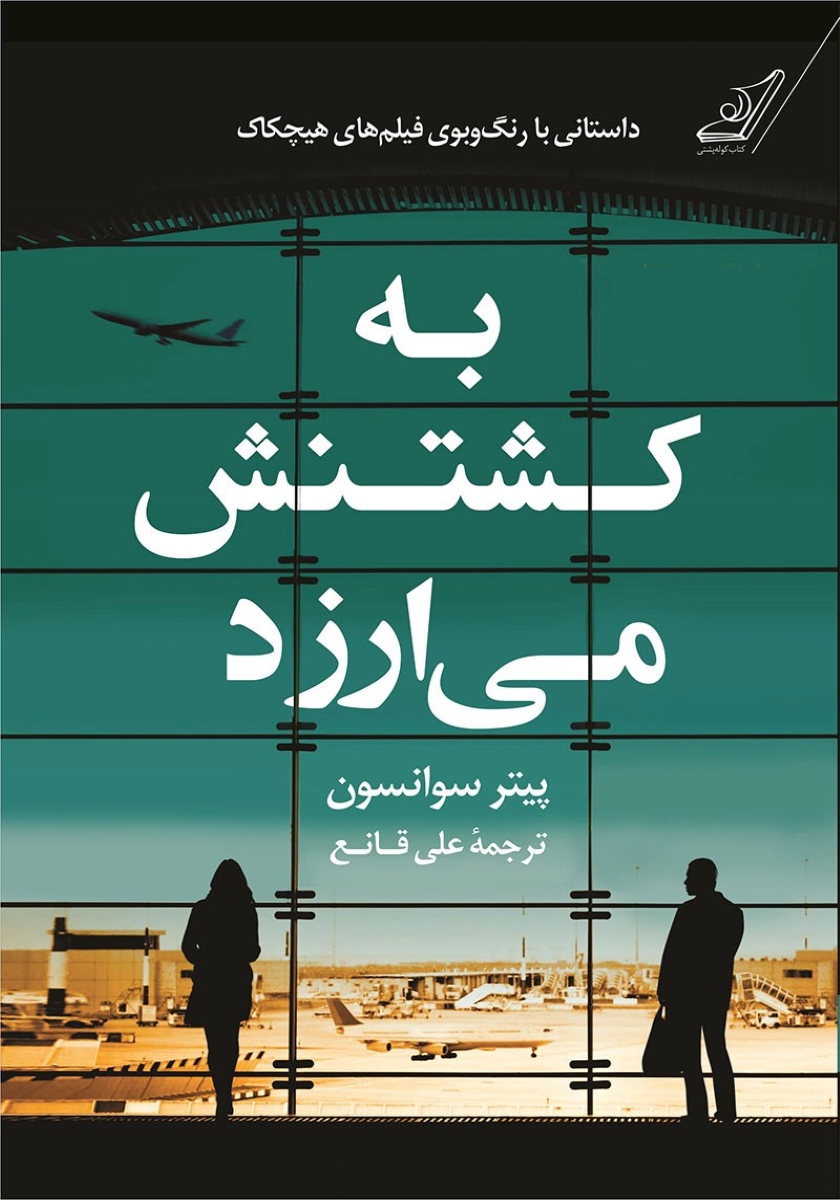 داستانی با رنگ‌وبوی فیلم‌های هیچکاک
کتاب کوله‌پشتی
به
کشتنش
می‌ارزد
پیتر سوانسون
ترجمهٔ علی قانع